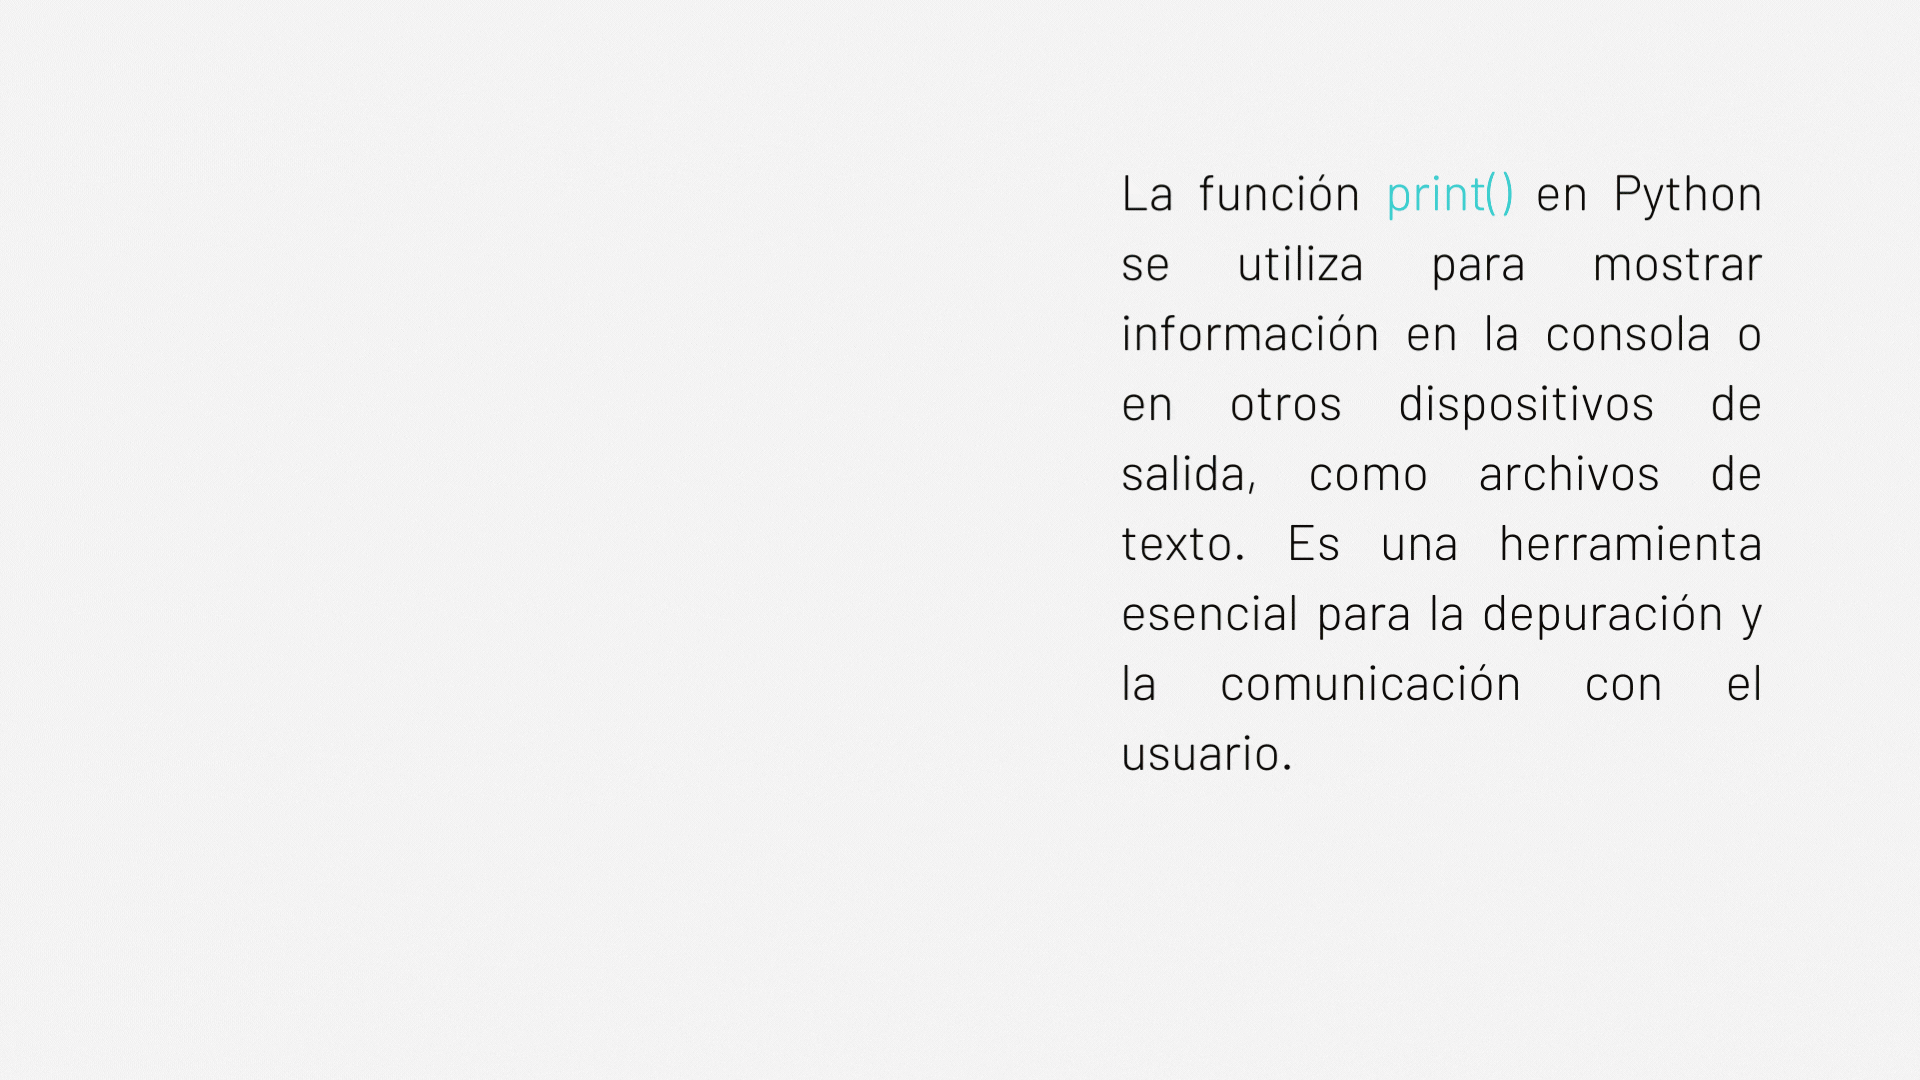 La función print() en Python
se utiliza para mostrar
información en la consola o
en otros dispositivos de
salida, como archivos de
texto. Es una herramienta
esencial para la depuración y
la comunicación con el
usuario.